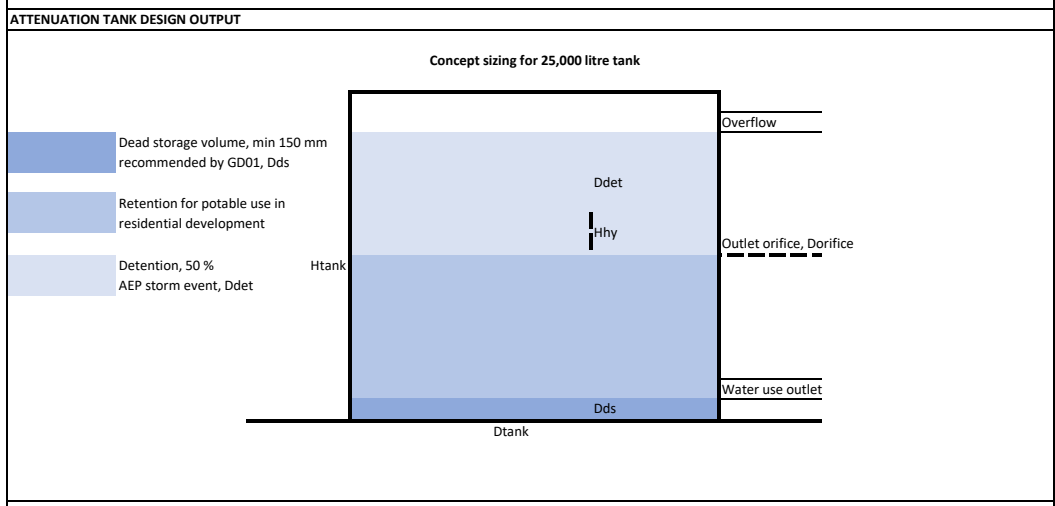 ATTENUATION TANK DESIGN OUTPUT
Concept sizing for 25,000 litre tank
Overflow
Dead storage volume, min 150 mm
recommended by GD01, Dds
Ddet
Retention for potable use in
residential development
Hhy
Outlet orifice, Dorifice
Detention, 50 %
Htank
AEP storm event, Ddet
Water use outlet
Dds
Dtank